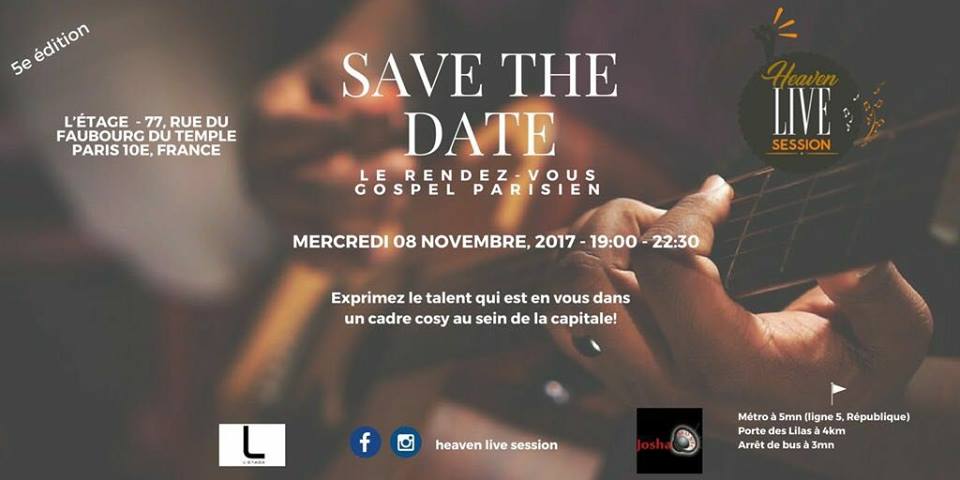 5e édition
L'ÉTAGE - 77, RUE DU
FAUBOURG DU TEMPLE
PARIS 10E, FRANCE
SAVE THE
DATE
LE RENDEZ-VOUS
GOSPEL PARISIEN
Heaven
LIVE
SESSION
MERCREDI 08 NOVEMBRE, 2017 - 19:00 - 22:30
Exprimez le talent qui est en vous dans
un cadre cosy au sein de la capitale!
L
L'ÉTAGE
heaven live session
Josha
Métro à 5mn (ligne 5, République)
Porte des Lilas à 4km
Arrêt de bus à 3mn